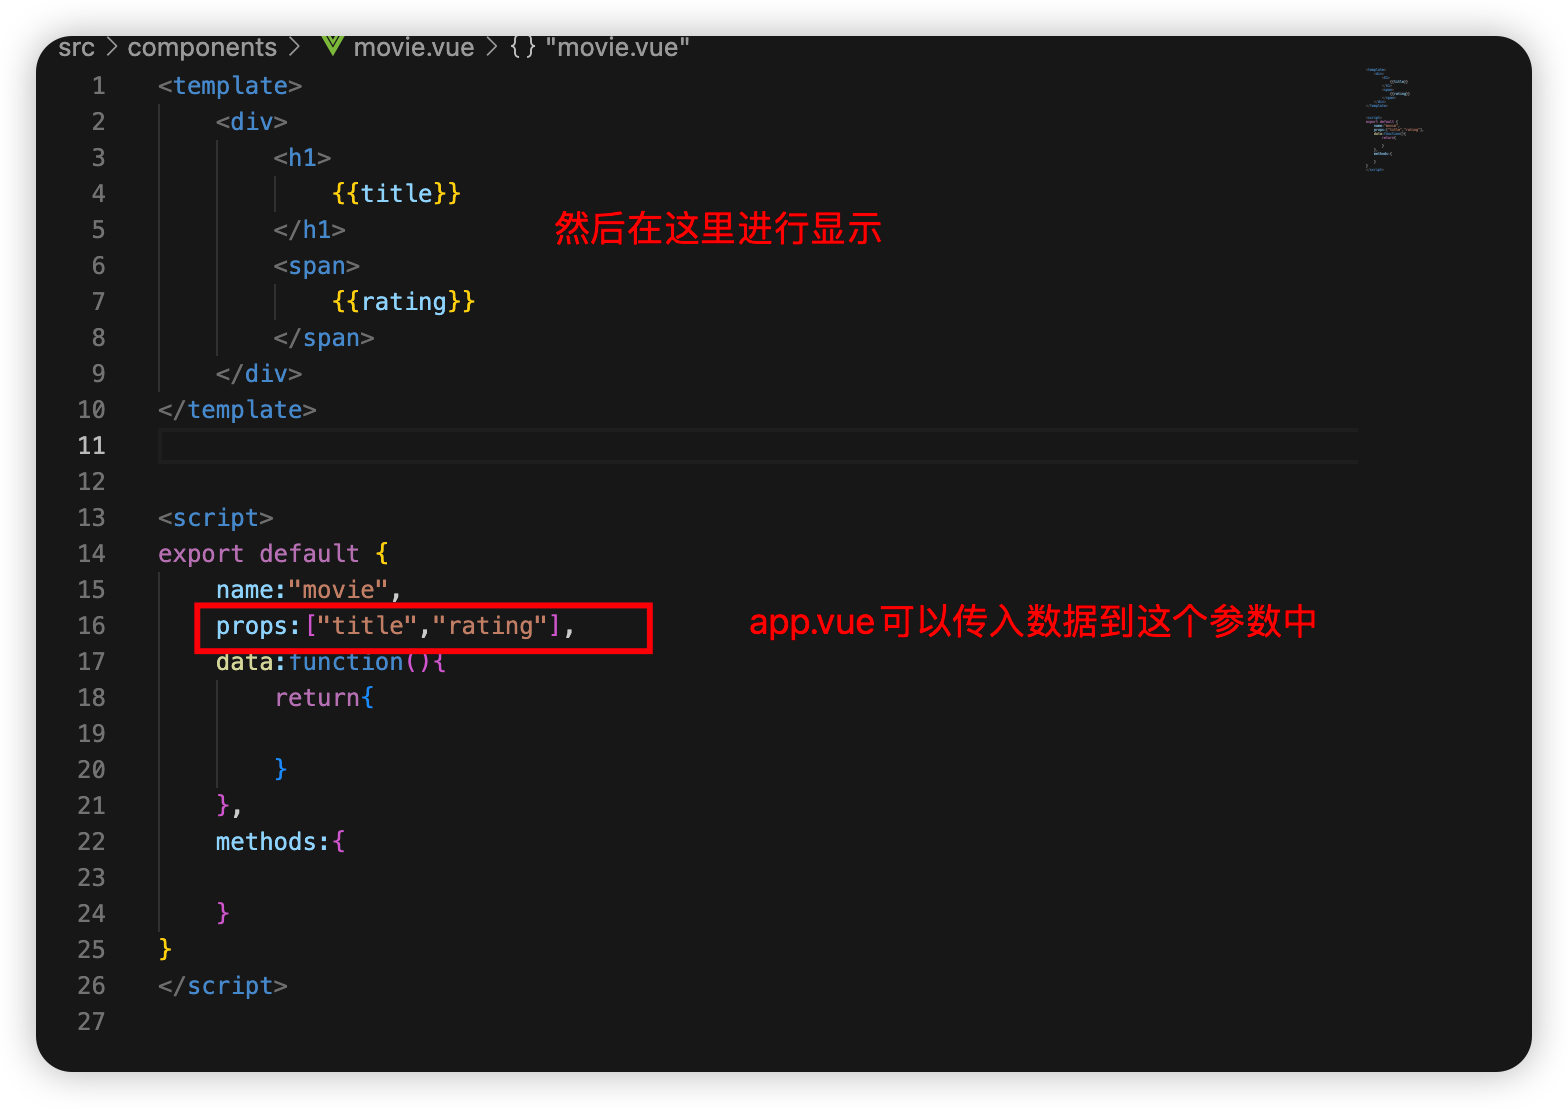 src > components > movie.vue > {} "movie.vue"
1 <template>
2 <div>
3 <h1>
4 {{title}}
5 </h1>
然后在这里进行显示
6 <span>
7 {{rating}}
8 </span>
9 </div>
10 </template>
11
12
13 <script>
14 export default {
15 name:"movie",
16 props:["title","rating"],
app.vue可以传入数据到这个参数中
17 data:function(){
18 return{
19
20 }
21 },
22 methods:{
23
24 }
25 }
26 </script>
27